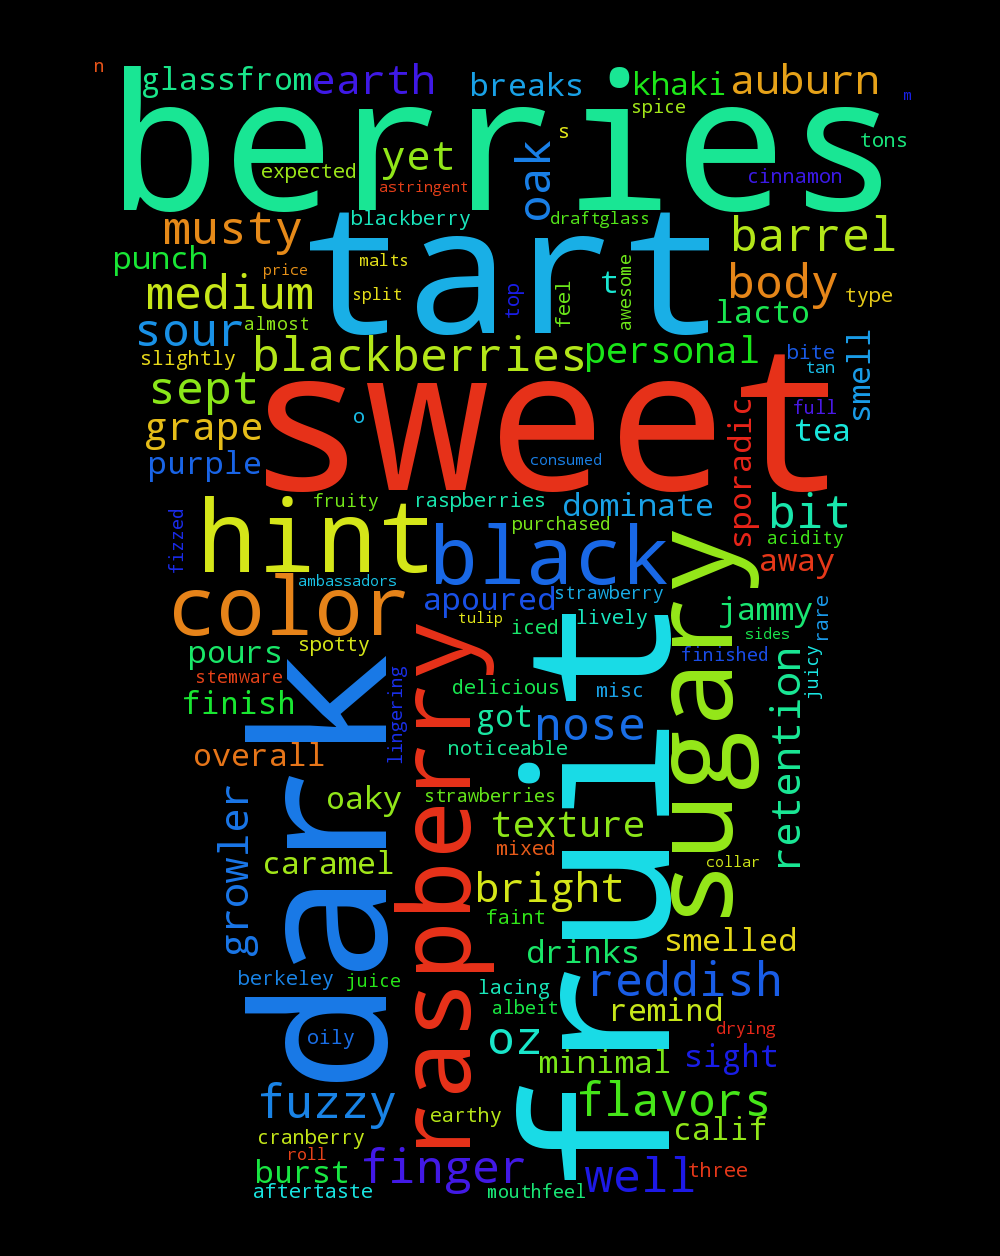 n
glassfrom
earth
breaks
khaki
auburn
m
berries
spice
tons
s
expected
yet
oak
astringent
cinnamon
musty
blackberry
draftglass
barrel
tart
punch
price
malts
t
body
medium
split
top
feel
awesome
type
lacto
sour
almost
slightly
blackberries
personal
bite
tan
smell
sept
sweet
full
grape
o
tea
purple
consumed
sporadic
fruity
raspberries
dominate
bit
hint
purchased
fizzed
black
acidity
away
ambassadors
strawberry
color
apoured
jammy
rare
tulip
iced
lively
sides
pours
spotty
sugary
finished
stemware
juicy
finish
lingering
delicious
misc
retention
got
nose
overall
noticeable
dark
raspberry
fruit
oaky
strawberries
growler
texture
caramel
mixed
collar
bright
faint
drinks
smelled
berkeley
juice
lacing
reddish
albeit
remind
oily
oz
drying
minimal
sight
fuzzy
earthy
flavors
calif
cranberry
roll
burst
finger
well
three
aftertaste
mouthfeel